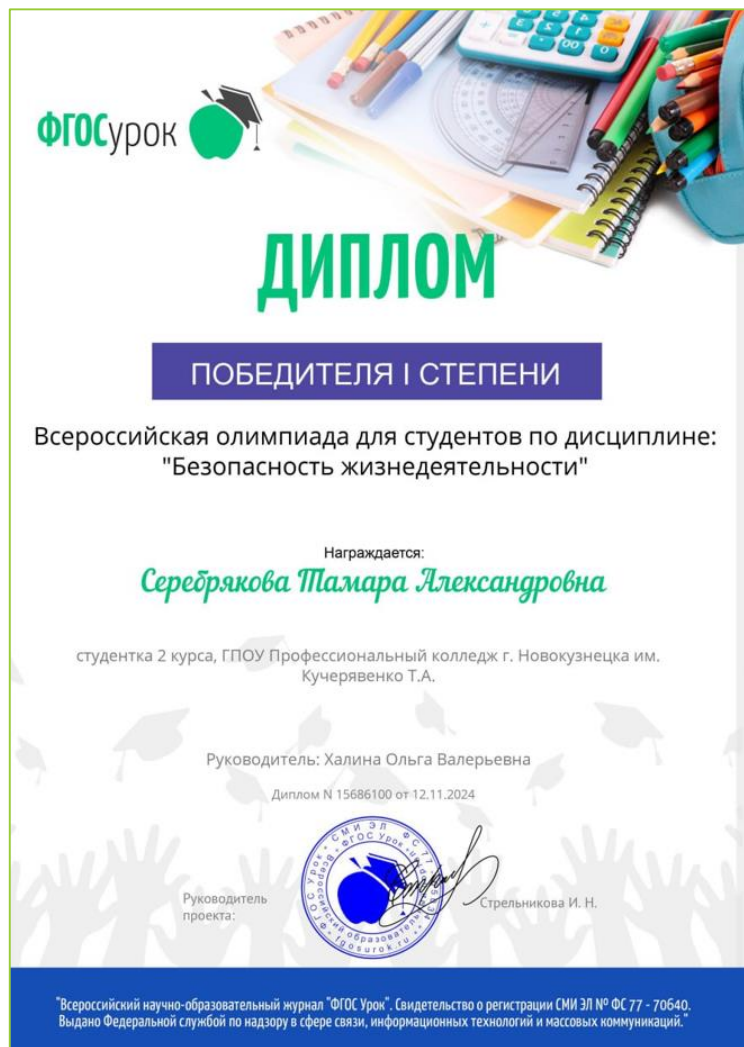 ФГОСурок
ДИПЛОМ
ПОБЕДИТЕЛЯ I СТЕПЕНИ
Всероссийская олимпиада для студентов по дисциплине:
"Безопасность жизнедеятельности"
Награждается:
Серебрякова Тамара Александровна
студентка 2 курса, ГПОУ Профессиональный колледж г. Новокузнецка им.
Кучерявенко Т.А.
Руководитель: Халина Ольга Валерьевна
Диплом N 15686100 от 12.11.2024
Руководитель
проекта:
Стрельникова И. Н.
"Всероссийский научно-образовательный журнал "ФГОС Урок". Свидетельство о регистрации СМИ ЭЛ № ФС 77 - 70640.
Выдано Федеральной службой по надзору в сфере связи, информационных технологий и массовых коммуникаций."